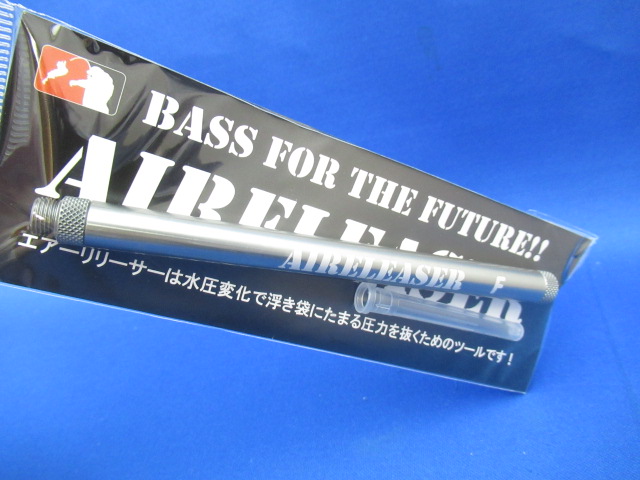 BASS FOR THE FUTURE!!
AIRELEASER
AIRELEASER F
エアーリリーサーは水圧変化で浮き袋にたまる圧力を抜くためのツールです!